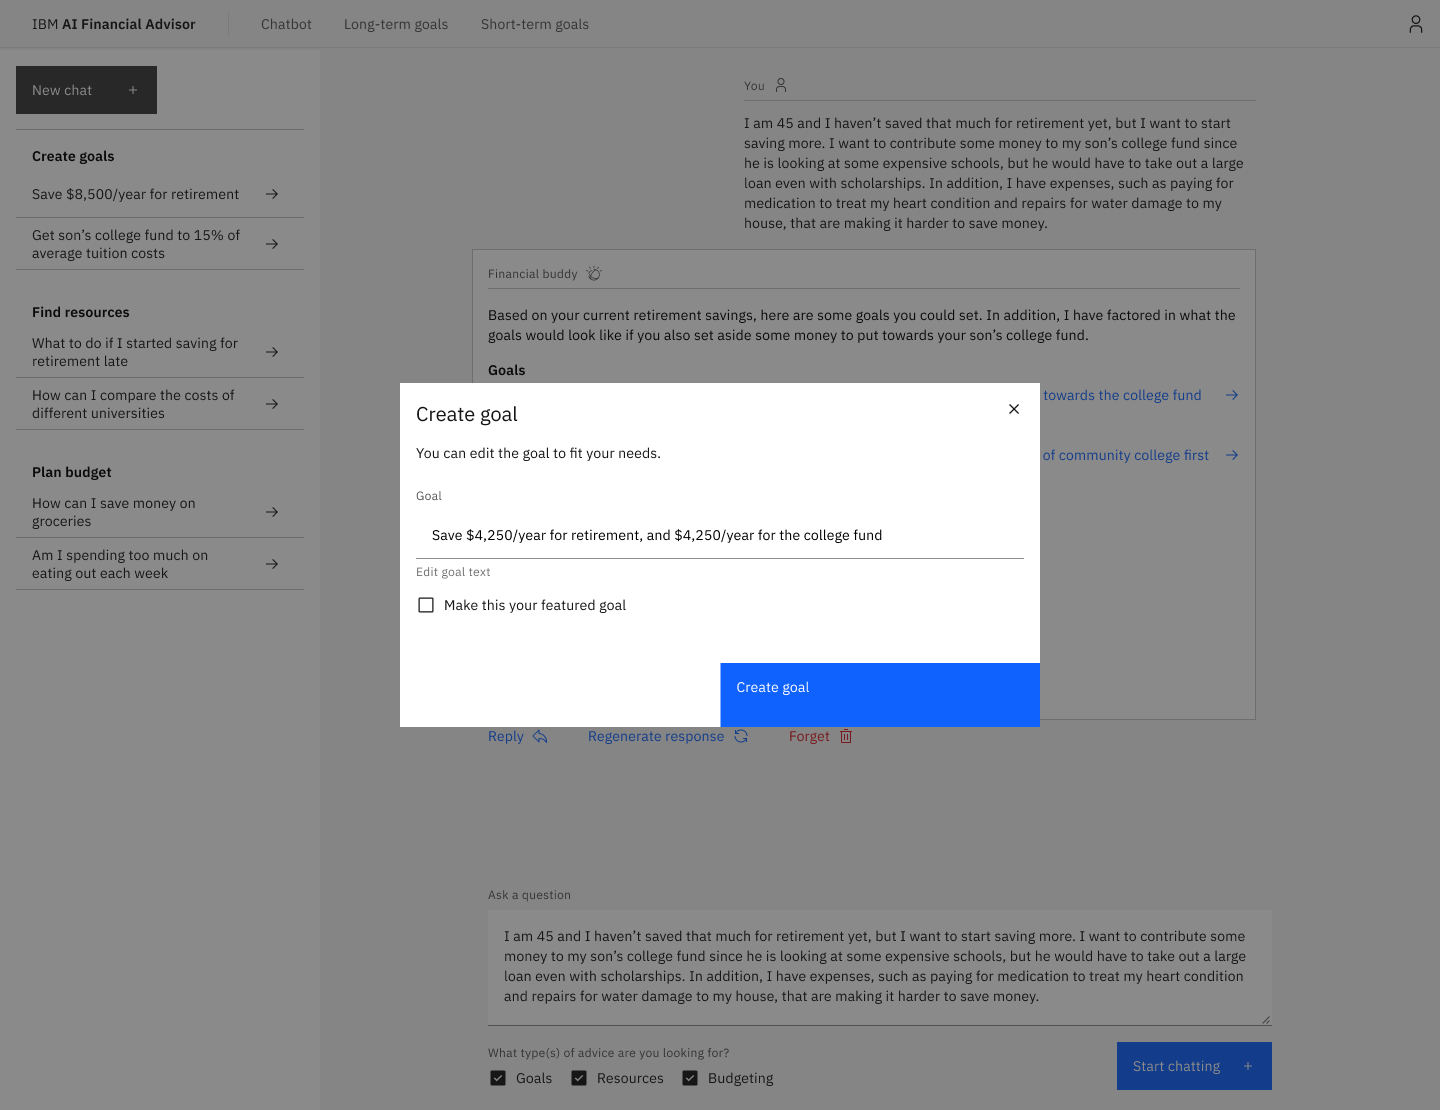 IBM AI Financial Advisor
Chatbot
Long-term goals
Short-term goals
New chat
Create goals
Save $8,500/year for retirement
Get son’s college fund to 15% of
average tuition costs
Find resources
What to do if I started saving for
retirement late
How can I compare the costs of
different universities
Plan budget
How can I save money on
groceries
Am I spending too much on
eating out each week
You
I am 45 and I haven’t saved that much for retirement yet, but I want to start
saving more. I want to contribute some money to my son’s college fund since
he is looking at some expensive schools, but he would have to take out a large
loan even with scholarships. In addition, I have expenses, such as paying for
medication to treat my heart condition and repairs for water damage to my
house, that are making it harder to save money.
Financial buddy
Based on your current retirement savings, here are some goals you could set. In addition, I have factored in what the
goals would look like if you also set aside some money to put towards your son’s college fund.
Goals
towards the college fund
of community college first
Create goal
You can edit the goal to fit your needs.
Goal
Save $4,250/year for retirement, and $4,250/year for the college fund
Edit goal text
Make this your featured goal
Create goal
Reply
Regenerate response
Forget
Ask a question
I am 45 and I haven’t saved that much for retirement yet, but I want to start saving more. I want to contribute some
money to my son’s college fund since he is looking at some expensive schools, but he would have to take out a large
loan even with scholarships. In addition, I have expenses, such as paying for medication to treat my heart condition
and repairs for water damage to my house, that are making it harder to save money.
What type(s) of advice are you looking for?
Goals
Resources
Budgeting
Start chatting